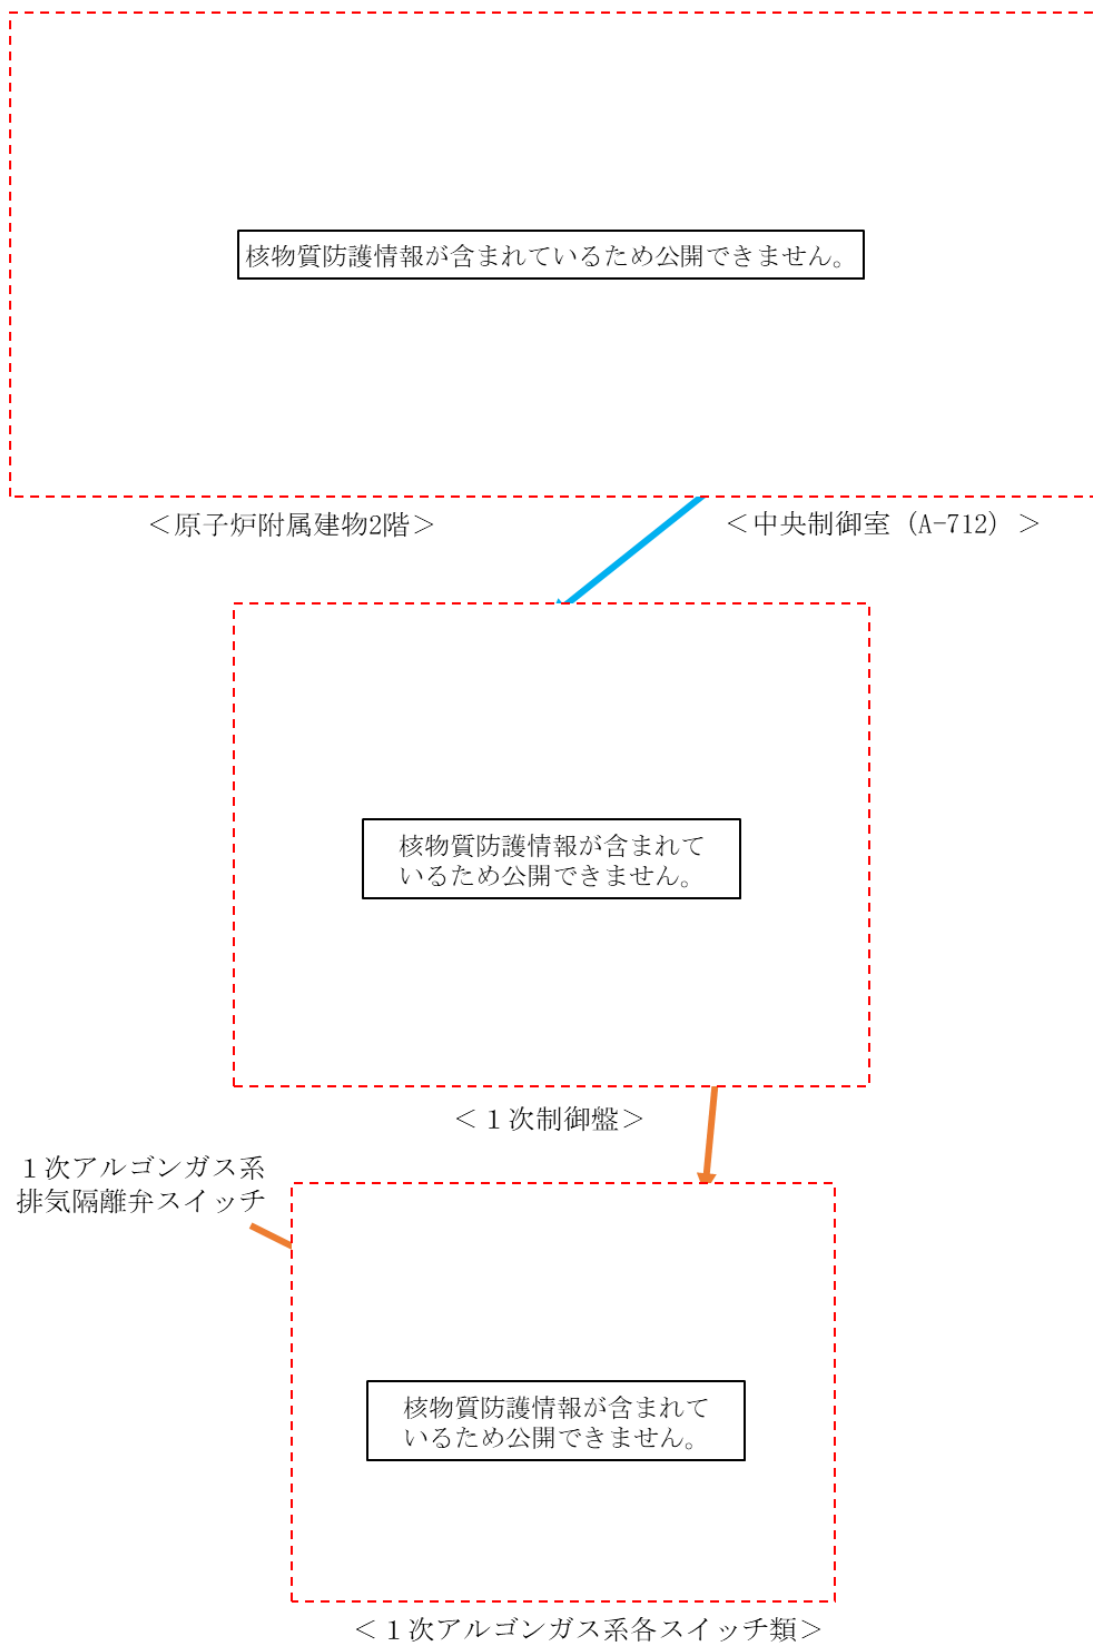 核物質防護情報が含まれているため公開できません。
＜原子炉附属建物2階＞
＜中央制御室（A-712）＞
核物質防護情報が含まれて
いるため公開できません。
＜１次制御盤＞
１次アルゴンガス系
排気隔離弁スイッチ
核物質防護情報が含まれて
いるため公開できません。
＜１次アルゴンガス系各スイッチ類＞